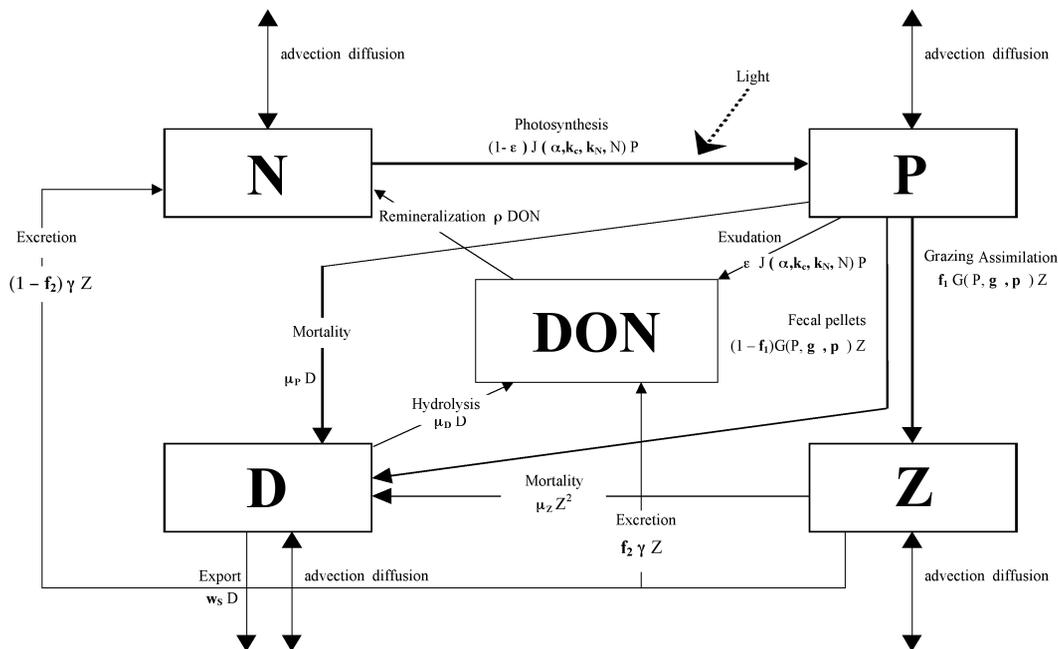 advection diffusion
advection diffusion
Light
Photosynthesis
(1- ε ) J ( α,kc, kN, N) P
N
P
Remineralization ρ DON
Excretion
(1 – f2) γ Z
Exudation
ε J ( α,kc, kN, N) P
Grazing Assimilation
f1 G( P, g , p ) Z
DON
Fecal pellets
(1 – f1)G(P, g , p ) Z
Mortality
μP D
Hydrolysis
μD D
D
Z
Mortality
μZ Z²
Excretion
f2 γ Z
Export
wS D
advection diffusion
advection diffusion